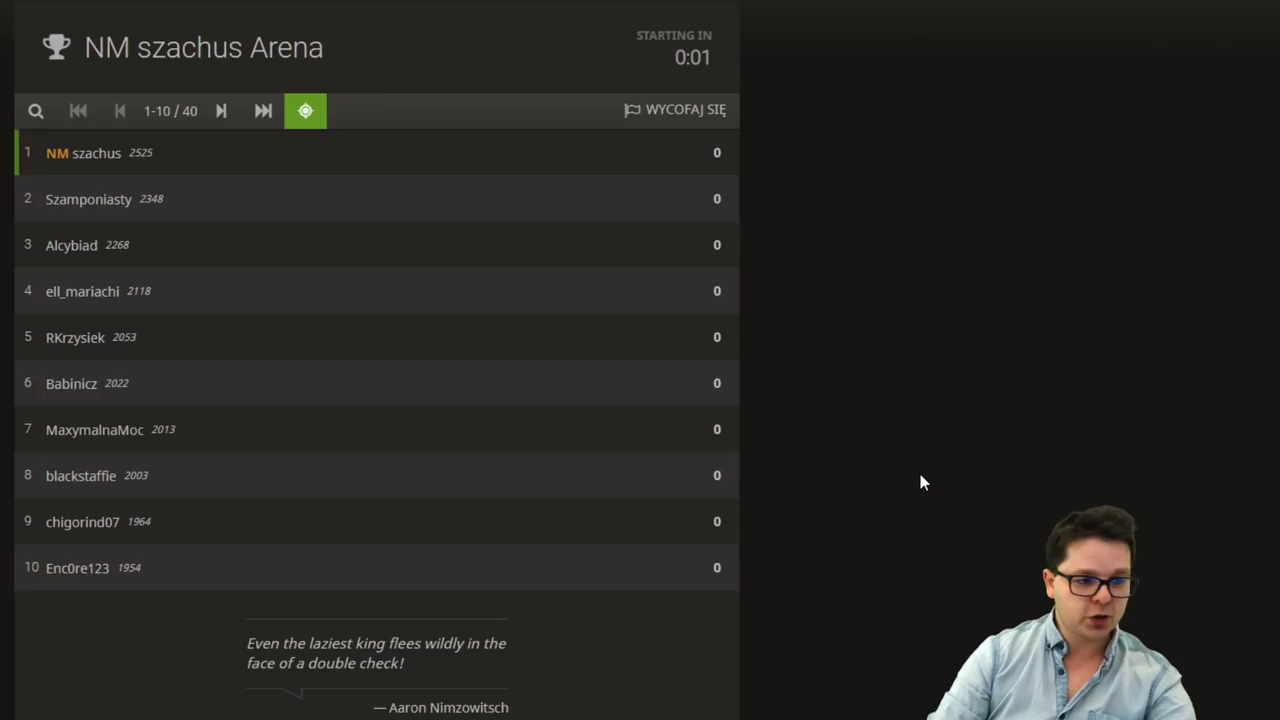 NM szachus Arena
STARTING IN
0:01
1-10 / 40
WYCOFAJ SIĘ
1 NM szachus 2525 0
2 Szamponiasty 2348 0
3 Alcybiad 2268 0
4 ell_mariachi 2118 0
5 RKrzysiek 2053 0
6 Babinicz 2022 0
7 MaxymalnaMoc 2013 0
8 blackstaffie 2003 0
9 chigorind07 1964 0
10 Enc0re123 1954 0
Even the laziest king flees wildly in the
face of a double check!
— Aaron Nimzowitsch